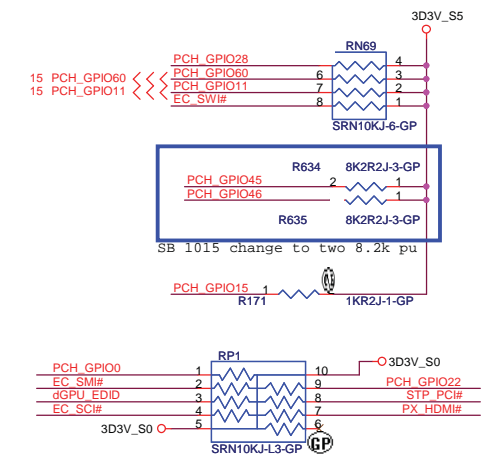 3D3V_S5
RN69
PCH_GPIO28 4
15 PCH_GPIO60 PCH_GPIO60 6 3
15 PCH_GPIO11 PCH_GPIO11 7 2
EC_SWI# 8 1
SRN10KJ-6-GP
R634 8K2R2J-3-GP
PCH_GPIO45 2 1
PCH_GPIO46 1
R635 8K2R2J-3-GP
SB 1015 change to two 8.2k pu
PCH_GPIO15 1
R171 1KR2J-1-GP
RP1
3D3V_S0
PCH_GPIO0 1 10
EC_SMI# 2 9 PCH_GPIO22
dGPU_EDID 3 8 STP_PCI#
EC_SCI# 4 7 PX_HDMI#
3D3V_S0 5 6
SRN10KJ-L3-GP
GP